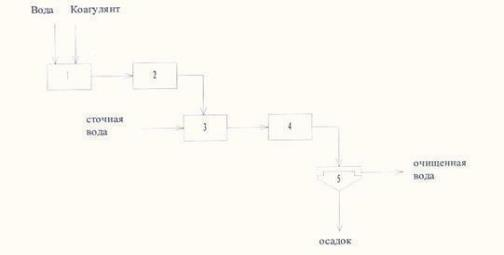 Вода Коагулянт
1
2
сточная
вода
3
4
5
очищенная
вода
осадок